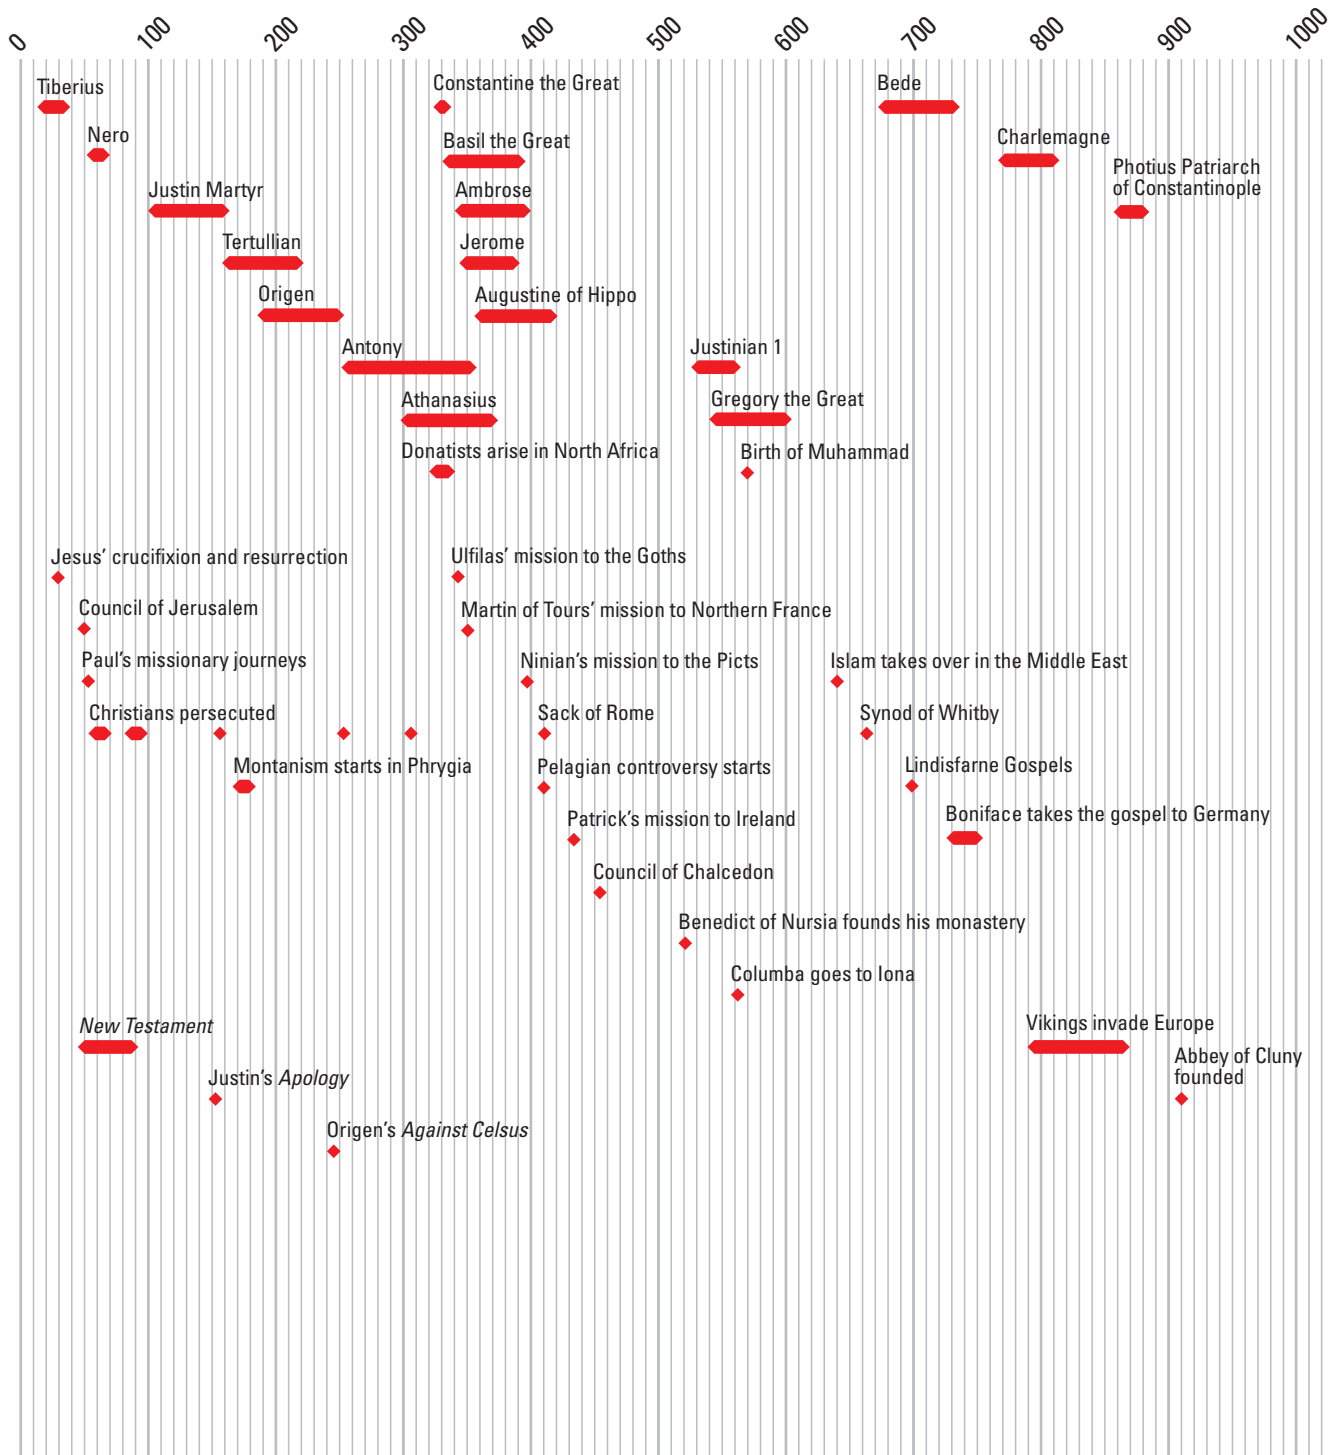 0 100 200 300 400 500 600 700 800 900 1000
Tiberius
Constantine the Great
Bede
Nero
Basil the Great
Charlemagne
Photius Patriarch
of Constantinople
Justin Martyr
Ambrose
Tertullian
Jerome
Origen
Augustine of Hippo
Antony
Justinian 1
Athanasius
Gregory the Great
Donatists arise in North Africa
Birth of Muhammad
Jesus’ crucifixion and resurrection
Ulfilas’ mission to the Goths
Council of Jerusalem
Martin of Tours’ mission to Northern France
Paul’s missionary journeys
Ninian’s mission to the Picts
Islam takes over in the Middle East
Christians persecuted
Sack of Rome
Synod of Whitby
Montanism starts in Phrygia
Pelagian controversy starts
Lindisfarne Gospels
Patrick’s mission to Ireland
Boniface takes the gospel to Germany
Council of Chalcedon
Benedict of Nursia founds his monastery
Columba goes to Iona
New Testament
Vikings invade Europe
Abbey of Cluny
founded
Justin’s Apology
Origen’s Against Celsus